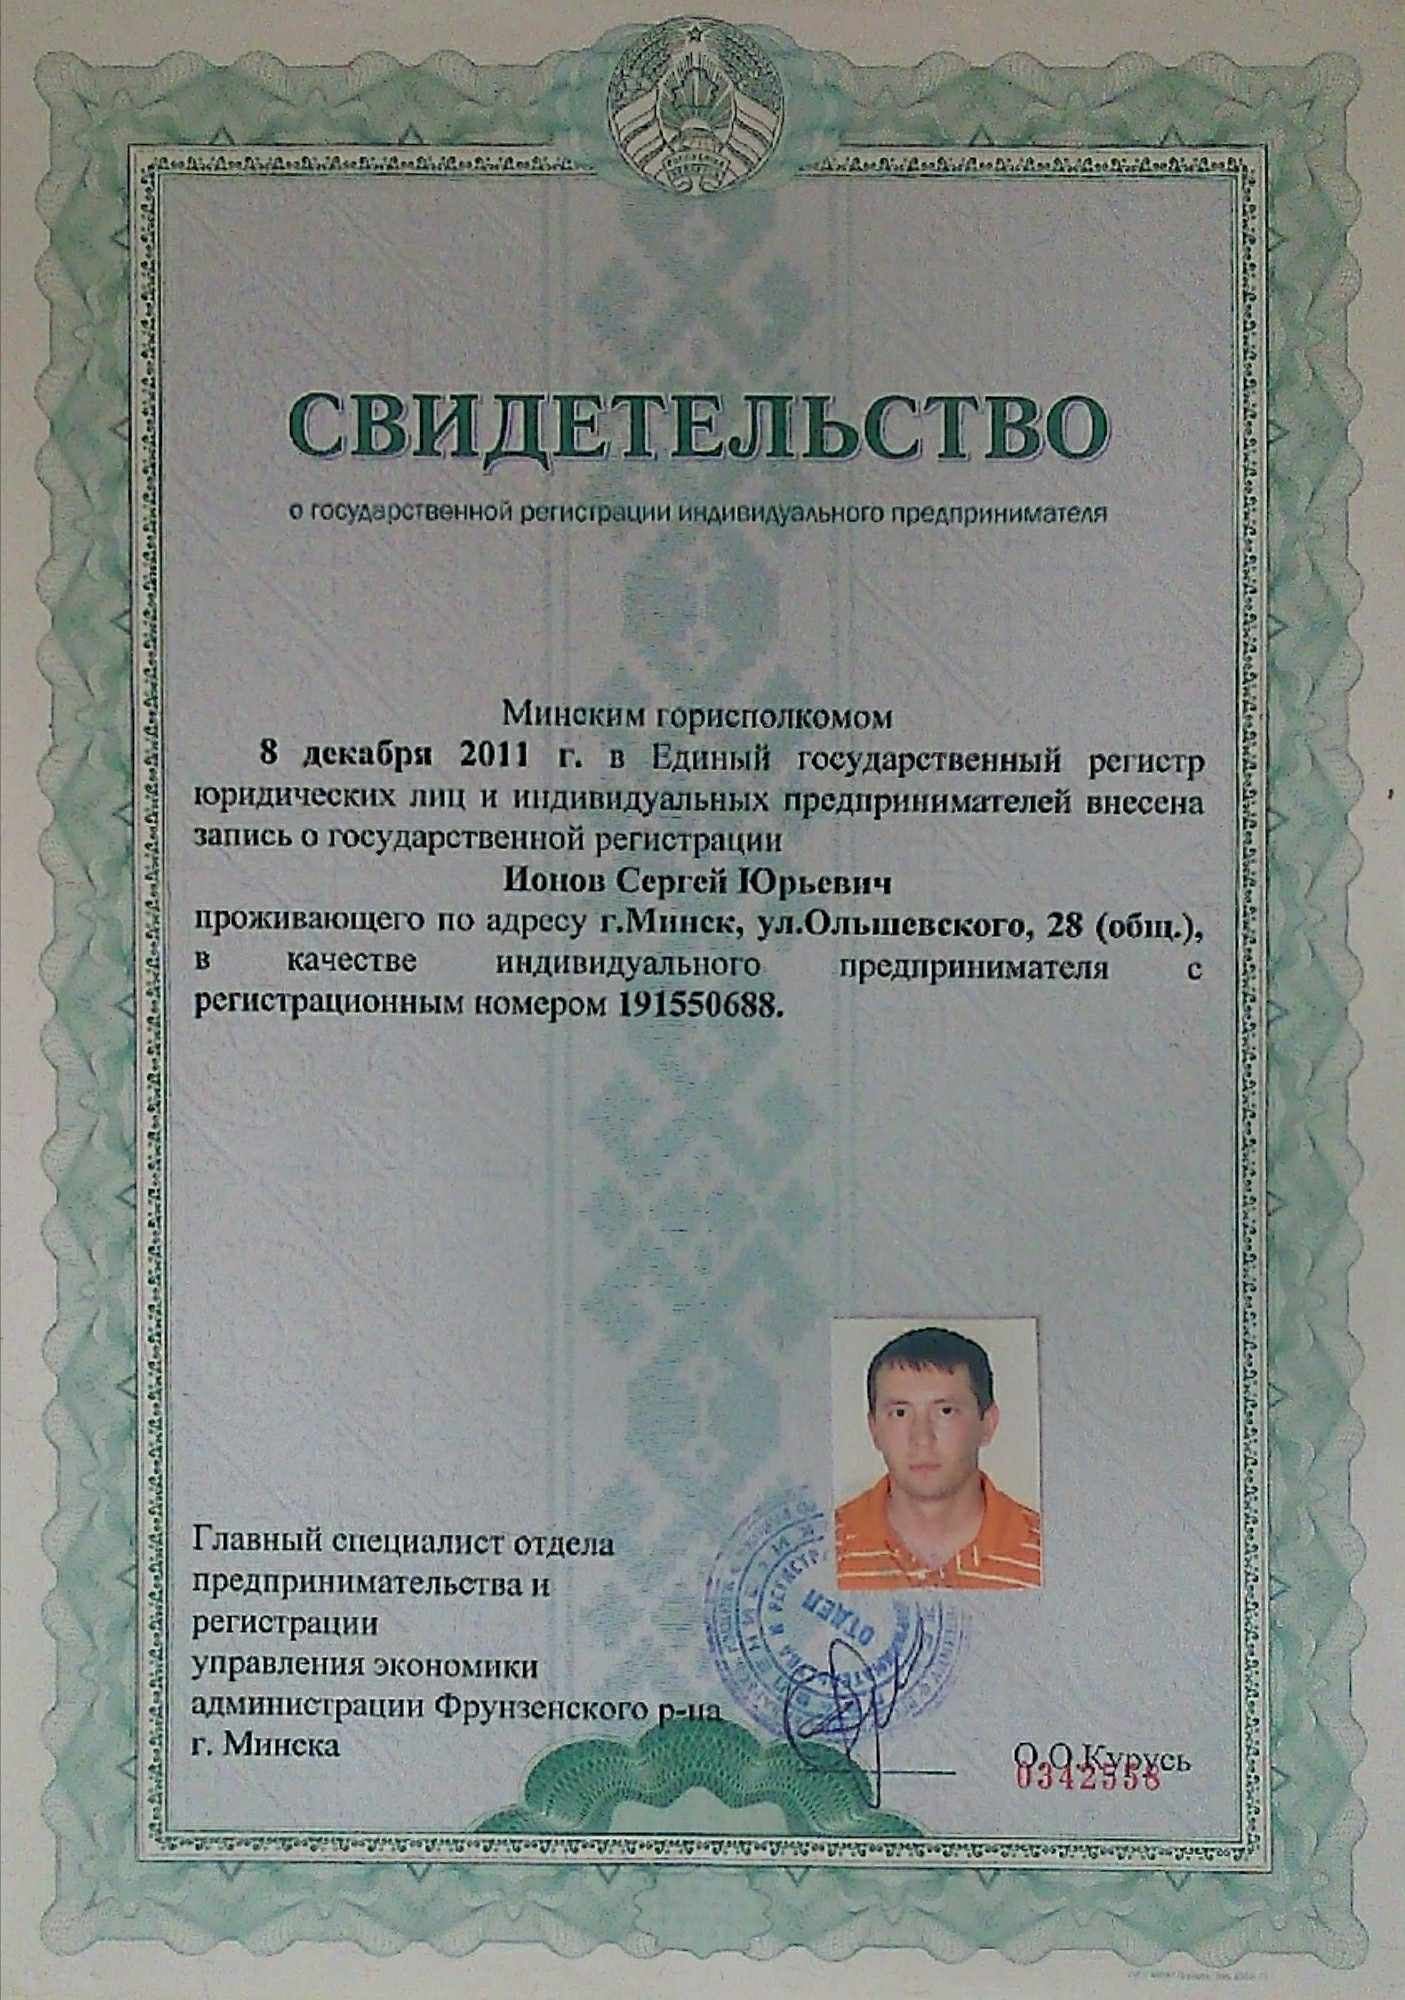 СВИДЕТЕЛЬСТВО
о государственной регистрации индивидуального предпринимателя
Минским горисполкомом
8 декабря 2011 г. в Единый государственный регистр
юридических лиц и индивидуальных предпринимателей внесена
запись о государственной регистрации
Ионов Сергей Юрьевич
проживающего по адресу г.Минск, ул.Ольшевского, 28 (общ.),
в качестве индивидуального предпринимателя с
регистрационным номером 191550688.
Главный специалист отдела
предпринимательства и
регистрации
управления экономики
администрации Фрунзенского р-на
г. Минска
ОТДЕЛ
О.О.Курусь
0342558